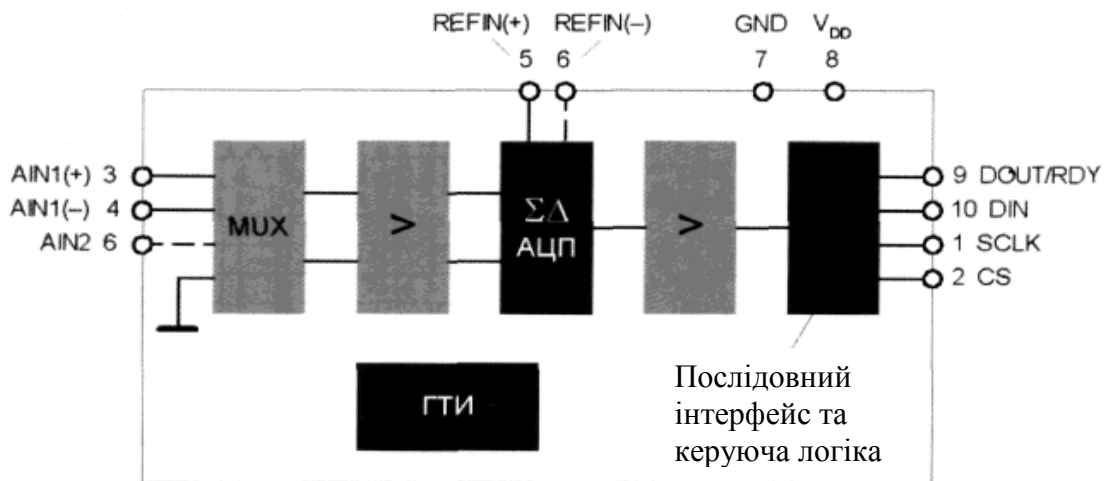 REFIN(+) REFIN(–) GND VDD
5 6 7 8
AIN1(+) 3
AIN1(–) 4
AIN2 6
MUX
>
ΣΔ
АЦП
>
9 DOUT/RDY
10 DIN
1 SCLK
2 CS
ГТИ
Послідовний
інтерфейс та
керуюча логіка